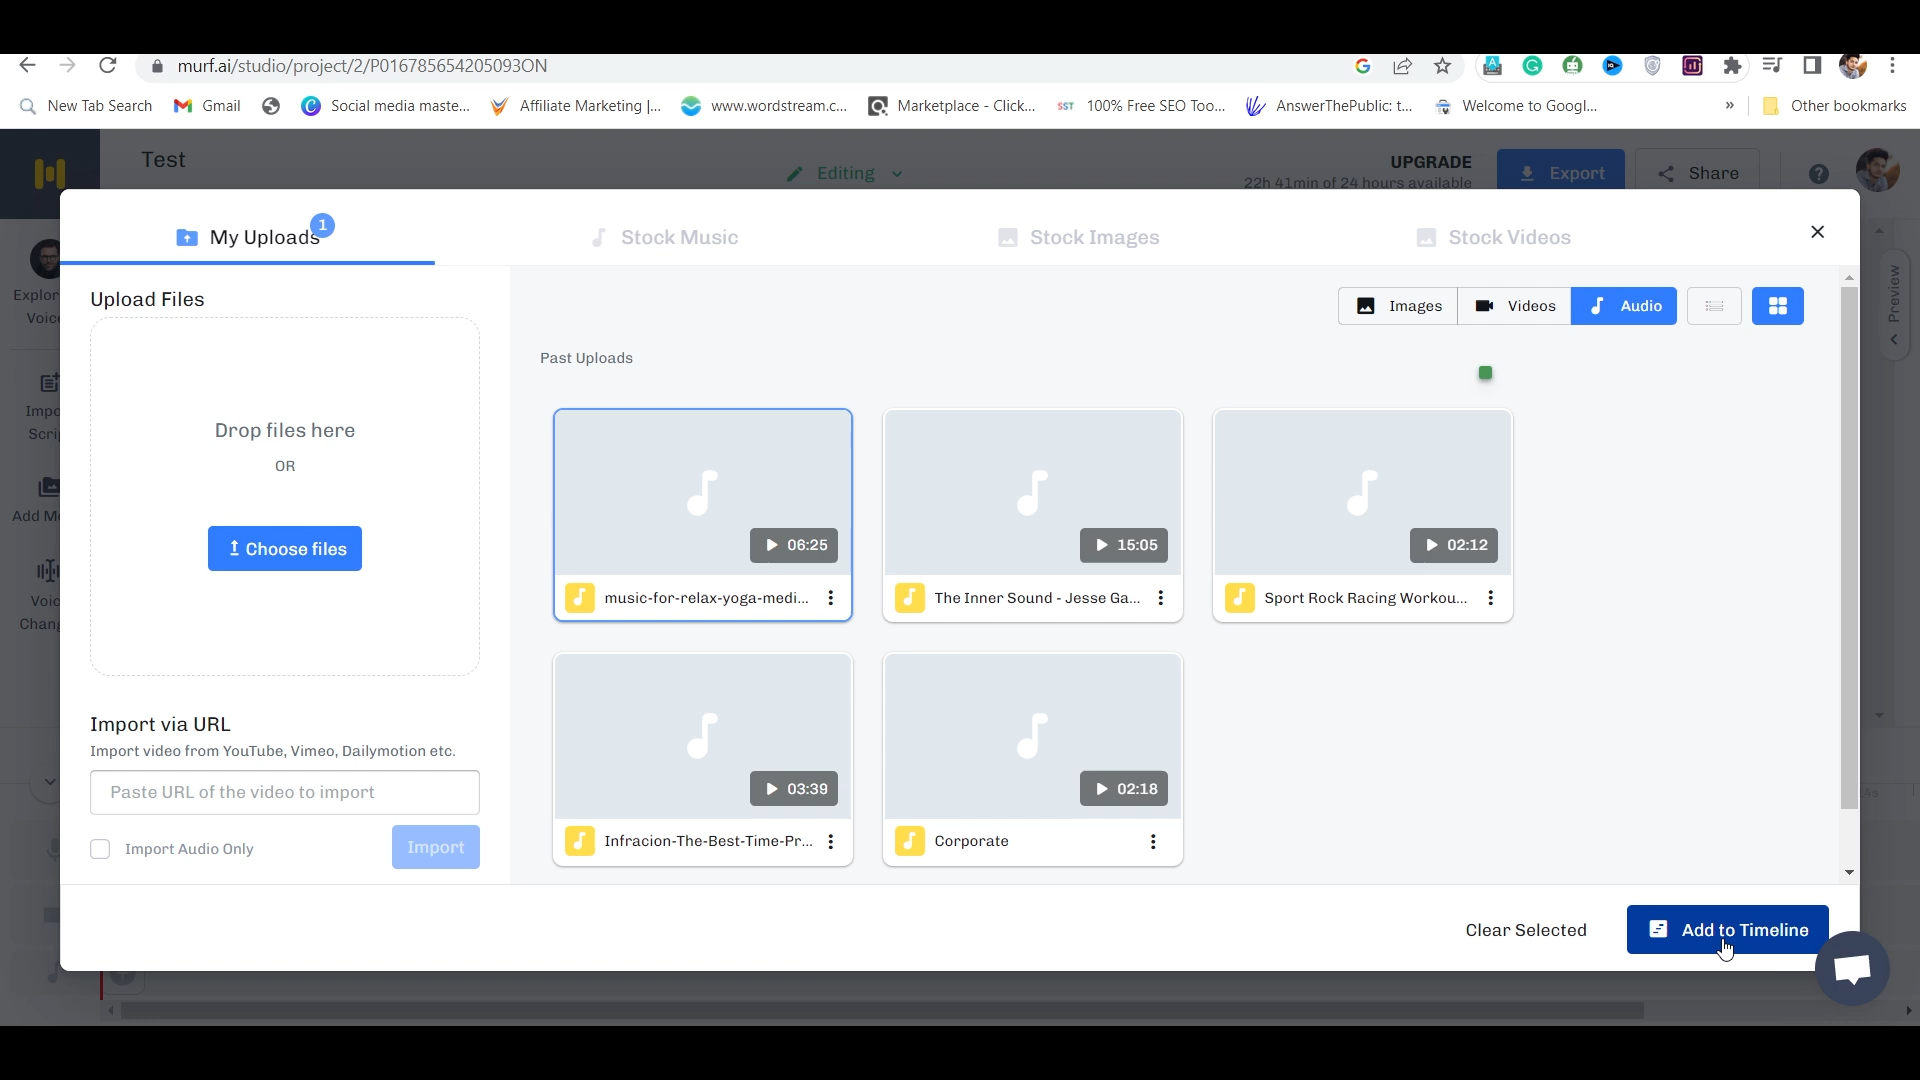 murf.ai/studio/project/2/P016785654205093ON
New Tab Search
Gmail
Social media maste...
Affiliate Marketing |...
www.wordstream.c...
Marketplace - Click...
SST 100% Free SEO Too...
AnswerThePublic: t...
Welcome to Googl...
»
Other bookmarks
Test
Editing
UPGRADE
22h 41min of 24 hours available
Export
Share
My Uploads
1
Stock Music
Stock Images
Stock Videos
Upload Files
Drop files here
OR
Choose files
Import via URL
Import video from YouTube, Vimeo, Dailymotion etc.
Paste URL of the video to import
Import Audio Only
Import
Images
Videos
Audio
Past Uploads
06:25
music-for-relax-yoga-medi...
15:05
The Inner Sound - Jesse Ga...
02:12
Sport Rock Racing Workou...
03:39
Infracion-The-Best-Time-Pr...
02:18
Corporate
Clear Selected
Add to Timeline
Preview